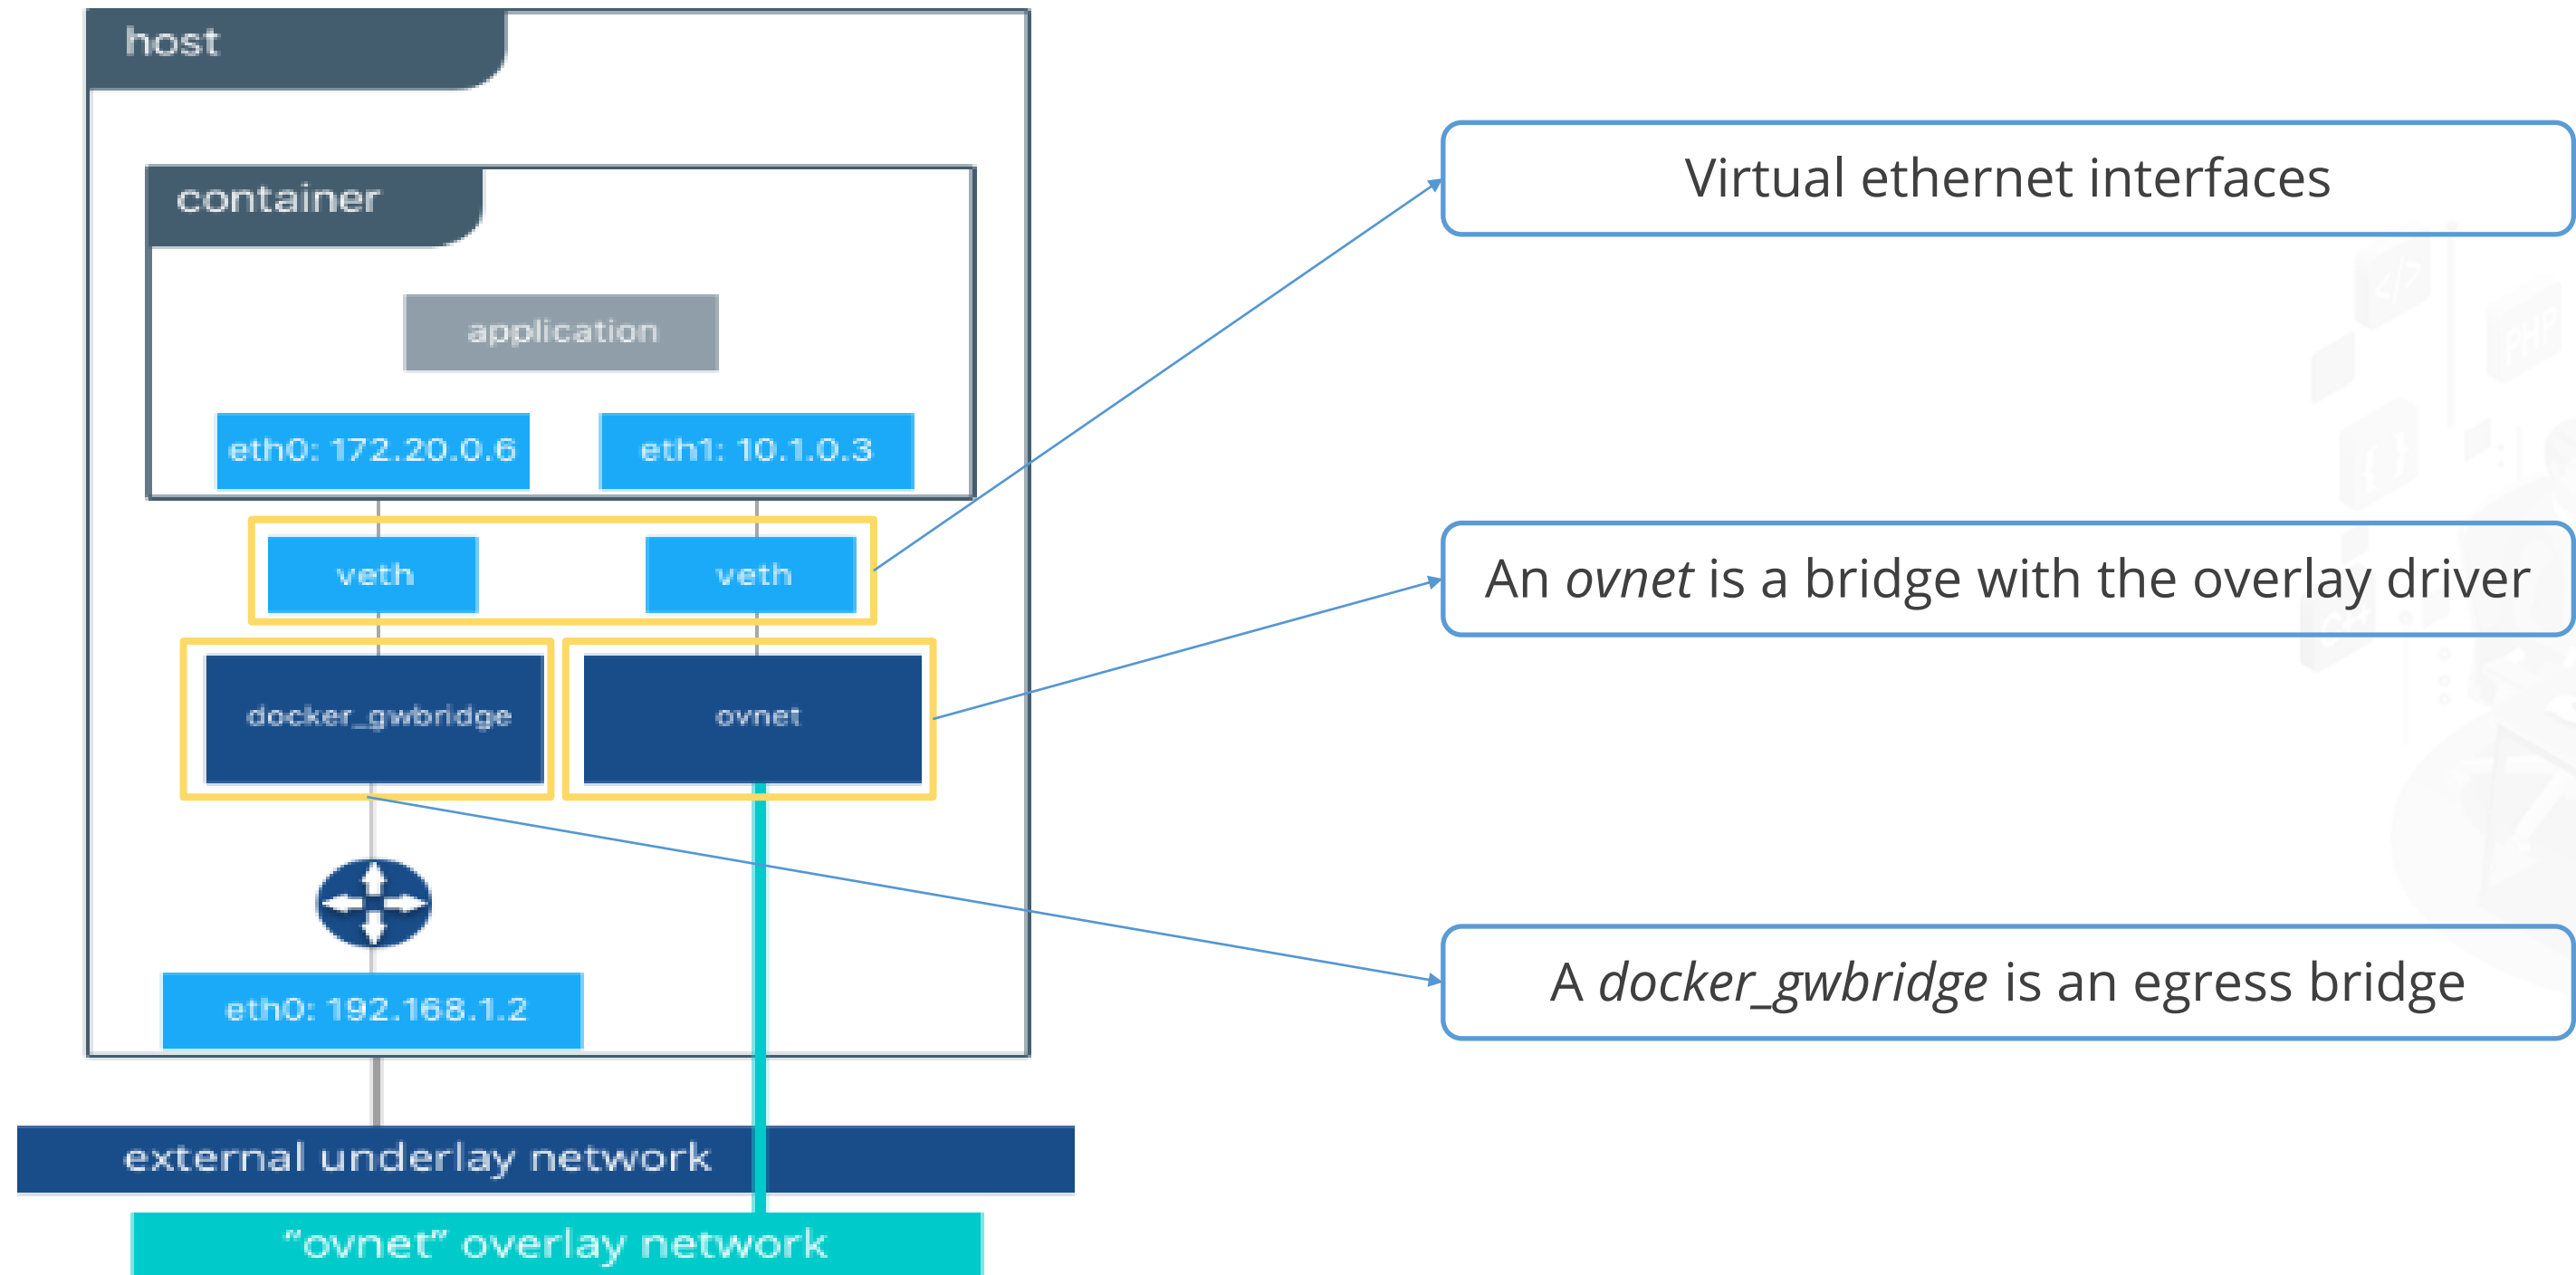 host
container
application
eth0: 172.20.0.6
eth1: 10.1.0.3
veth
veth
docker_gwbridge
ovnet
eth0: 192.168.1.2
external underlay network
“ovnet” overlay network
Virtual ethernet interfaces
An ovnet is a bridge with the overlay driver
A docker_gwbridge is an egress bridge